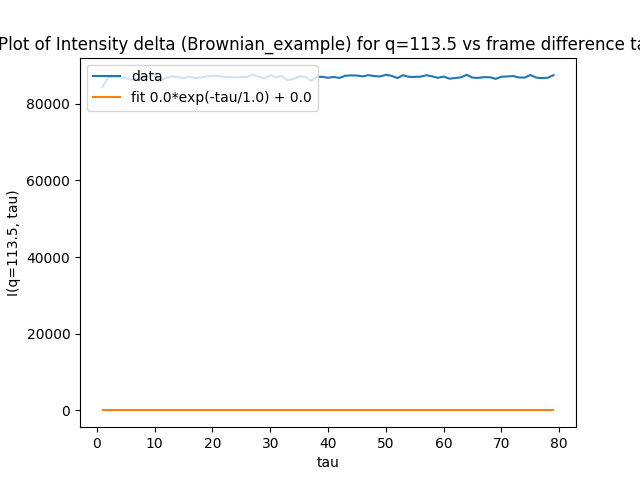 Plot of Intensity delta (Brownian_example) for q=113.5 vs frame difference ta
data
fit 0.0*exp(-tau/1.0) + 0.0
80000
60000
40000
20000
0
I(q=113.5, tau)
0 10 20 30 40 50 60 70 80
tau